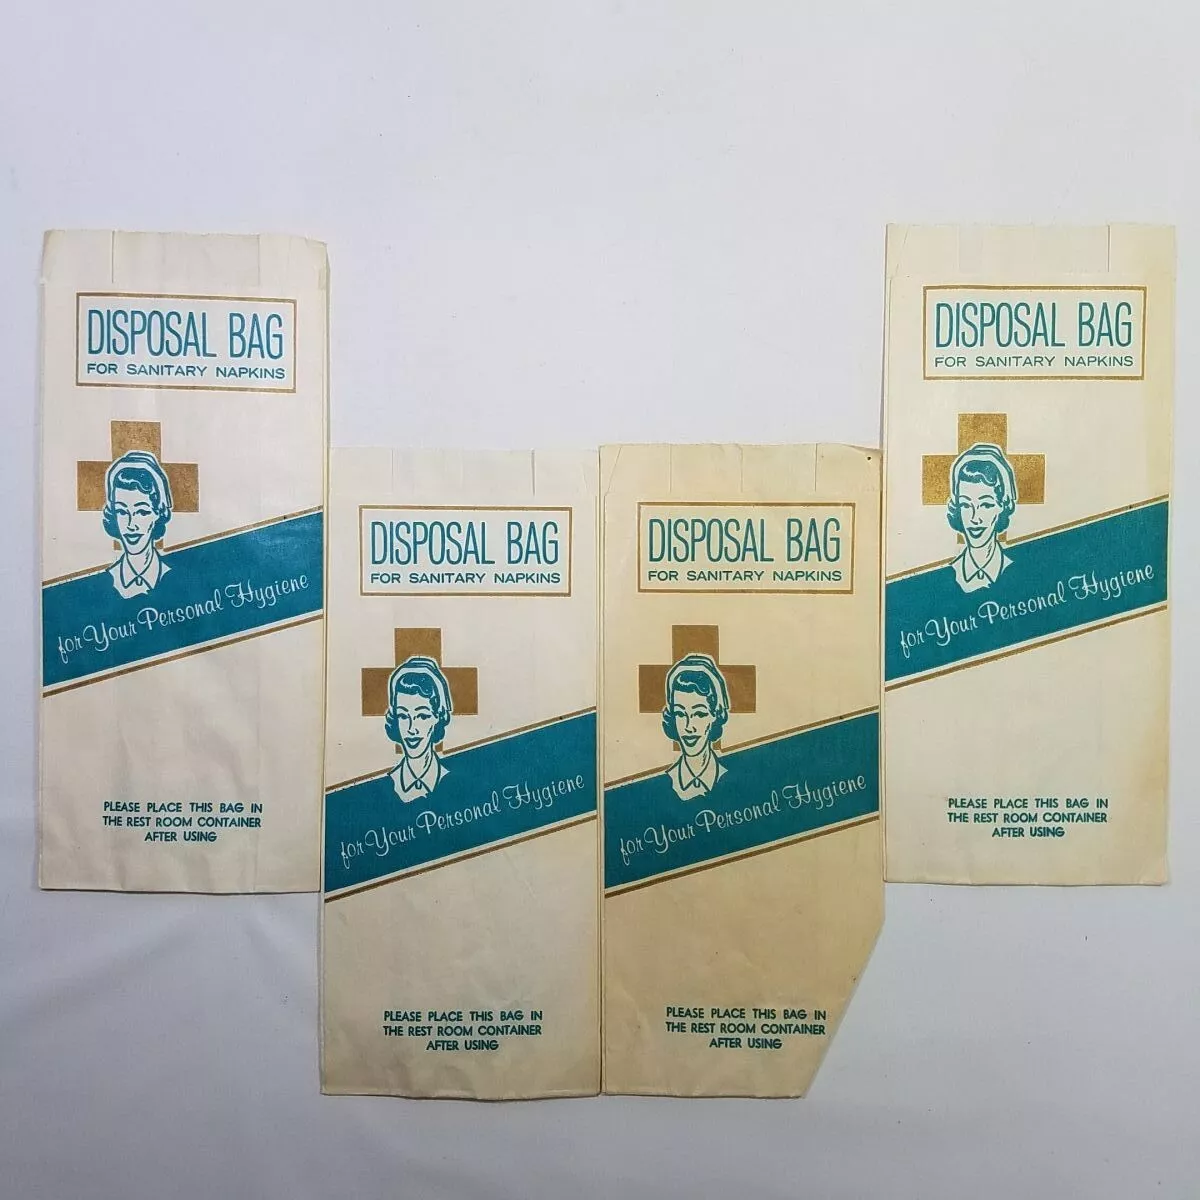 DISPOSAL BAG
FOR SANITARY NAPKINS
for Your Personal Hygiene
PLEASE PLACE THIS BAG IN
THE REST ROOM CONTAINER
AFTER USING
DISPOSAL BAG
FOR SANITARY NAPKINS
for Your Personal Hygiene
PLEASE PLACE THIS BAG IN
THE REST ROOM CONTAINER
AFTER USING
DISPOSAL BAG
FOR SANITARY NAPKINS
for Your Personal Hygiene
PLEASE PLACE THIS BAG IN
THE REST ROOM CONTAINER
AFTER USING
DISPOSAL BAG
FOR SANITARY NAPKINS
for Your Personal Hygiene
PLEASE PLACE THIS BAG IN
THE REST ROOM CONTAINER
AFTER USING